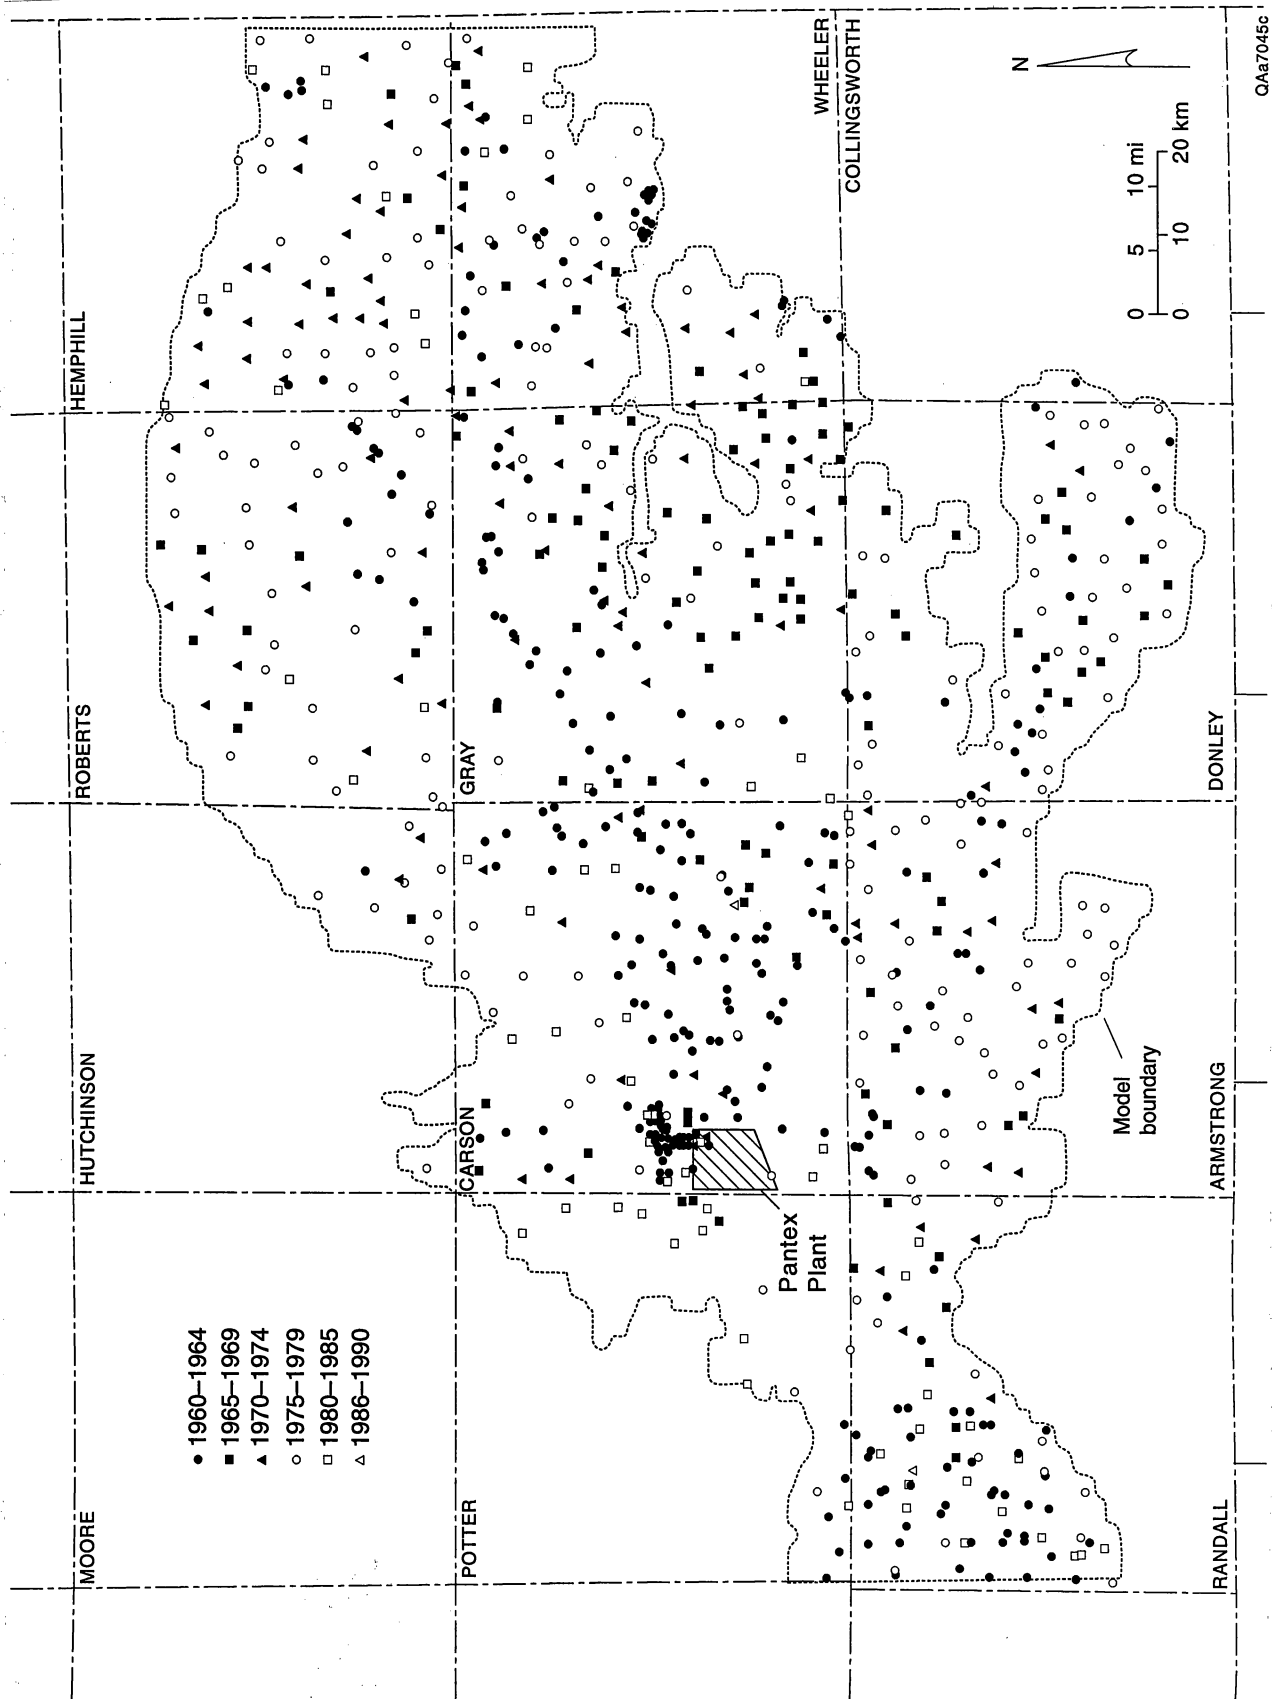 MOORE
HUTCHINSON
ROBERTS
HEMPHILL
● 1960–1964
■ 1965–1969
▲ 1970–1974
○ 1975–1979
□ 1980–1985
△ 1986–1990
POTTER
CARSON
GRAY
WHEELER
COLLINGSWORTH
Pantex
Plant
Model
boundary
N
0 5 10 mi
0 10 20 km
RANDALL
ARMSTRONG
DONLEY
QAa7045c